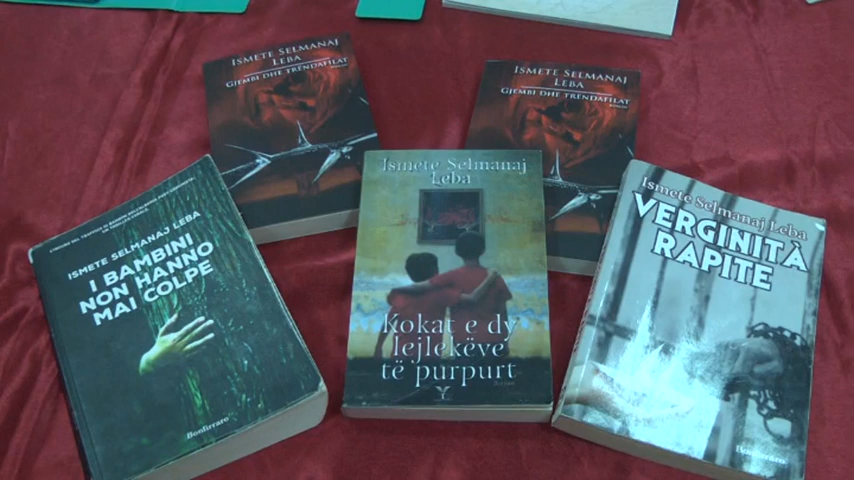 ISMETE SELMANAJ
LEBA
GJEMBI DHE TRËNDAFILAT
ISMETE SELMANAJ
LEBA
GJEMBI DHE TRËNDAFILAT
ISMETE SELMANAJ LEBA
I BAMBINI
NON HANNO
MAI COLPE
Bonfirraro
Ismete Selmanaj
Leba
Kokat e dy
lejlekëve
të purpurt
Ismete Selmanaj Leba
VERGINITÀ
RAPITE
Bonfirraro